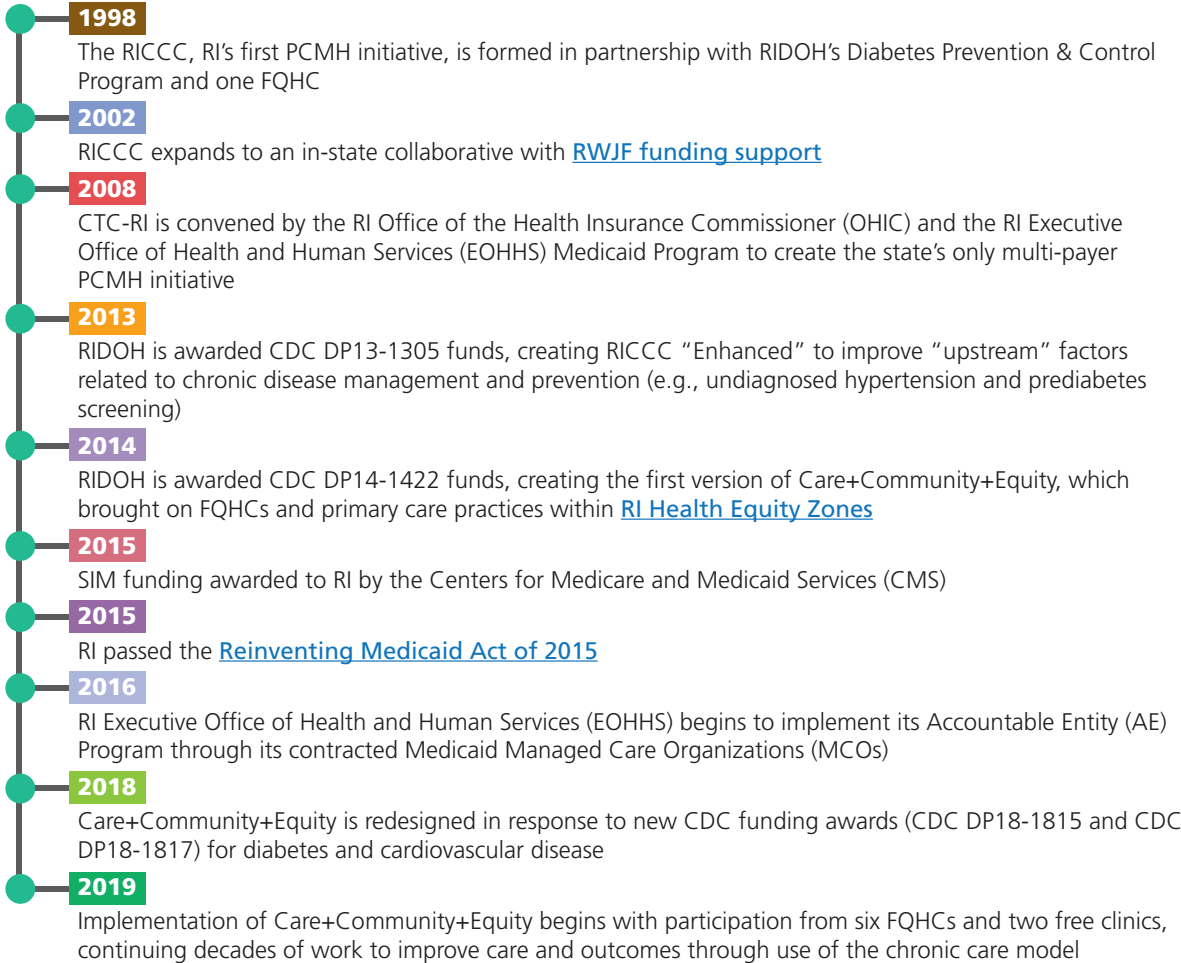 1998
The RICCC, RI’s first PCMH initiative, is formed in partnership with RIDOH’s Diabetes Prevention & Control
Program and one FQHC
2002
RICCC expands to an in-state collaborative with RWJF funding support
2008
CTC-RI is convened by the RI Office of the Health Insurance Commissioner (OHIC) and the RI Executive
Office of Health and Human Services (EOHHS) Medicaid Program to create the state’s only multi-payer
PCMH initiative
2013
RIDOH is awarded CDC DP13-1305 funds, creating RICCC “Enhanced” to improve “upstream” factors
related to chronic disease management and prevention (e.g., undiagnosed hypertension and prediabetes
screening)
2014
RIDOH is awarded CDC DP14-1422 funds, creating the first version of Care+Community+Equity, which
brought on FQHCs and primary care practices within RI Health Equity Zones
2015
SIM funding awarded to RI by the Centers for Medicare and Medicaid Services (CMS)
2015
RI passed the Reinventing Medicaid Act of 2015
2016
RI Executive Office of Health and Human Services (EOHHS) begins to implement its Accountable Entity (AE)
Program through its contracted Medicaid Managed Care Organizations (MCOs)
2018
Care+Community+Equity is redesigned in response to new CDC funding awards (CDC DP18-1815 and CDC
DP18-1817) for diabetes and cardiovascular disease
2019
Implementation of Care+Community+Equity begins with participation from six FQHCs and two free clinics,
continuing decades of work to improve care and outcomes through use of the chronic care model